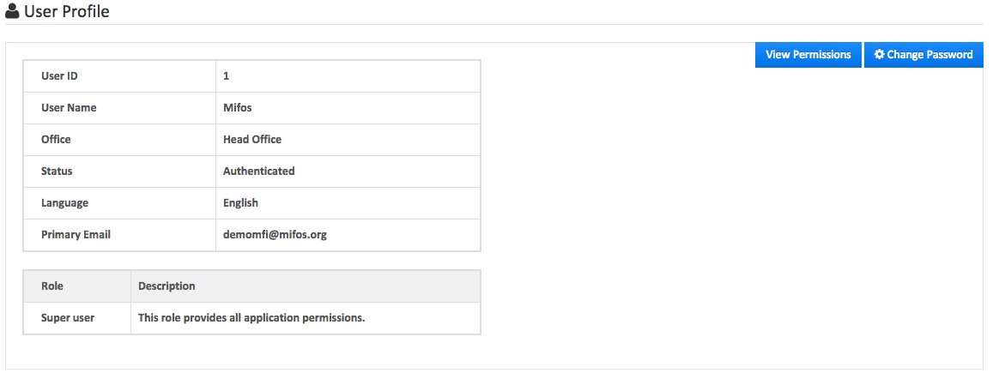 User Profile
View Permissions
Change Password
User ID 1
User Name Mifos
Office Head Office
Status Authenticated
Language English
Primary Email demomfi@mifos.org
Role Description
Super user This role provides all application permissions.